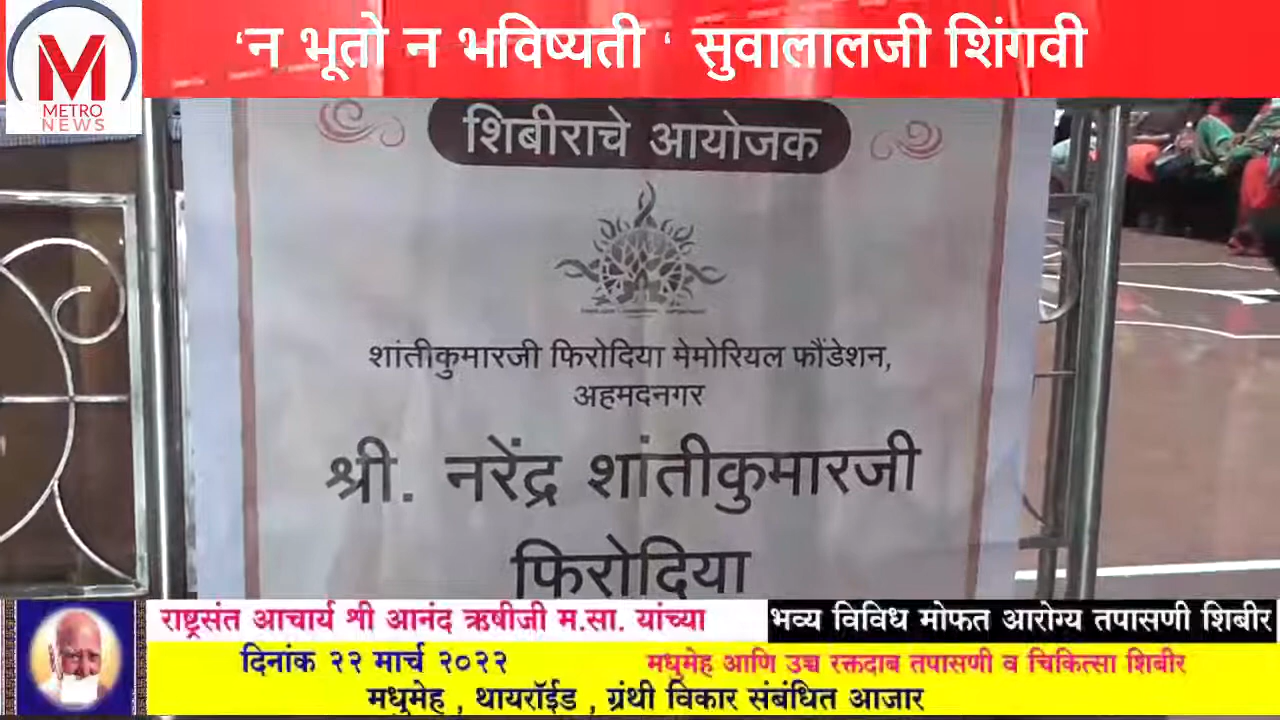 ‘न भूतो न भविष्यती ‘ सुवालालजी शिंगवी
METRO
NEWS
शिबीराचे आयोजक
शांतीकुमारजी फिरोदिया मेमोरियल फौंडेशन,
अहमदनगर
श्री. नरेंद्र शांतीकुमारजी
फिरोदिया
राष्ट्रसंत आचार्य श्री आनंद ऋषीजी म.सा. यांच्या
भव्य विविध मोफत आरोग्य तपासणी शिबीर
दिनांक २२ मार्च २०२२
मधुमेह आणि उच्च रक्तदाब तपासणी व चिकित्सा शिबीर
मधुमेह , थायरॉईड , ग्रंथी विकार संबंधित आजार